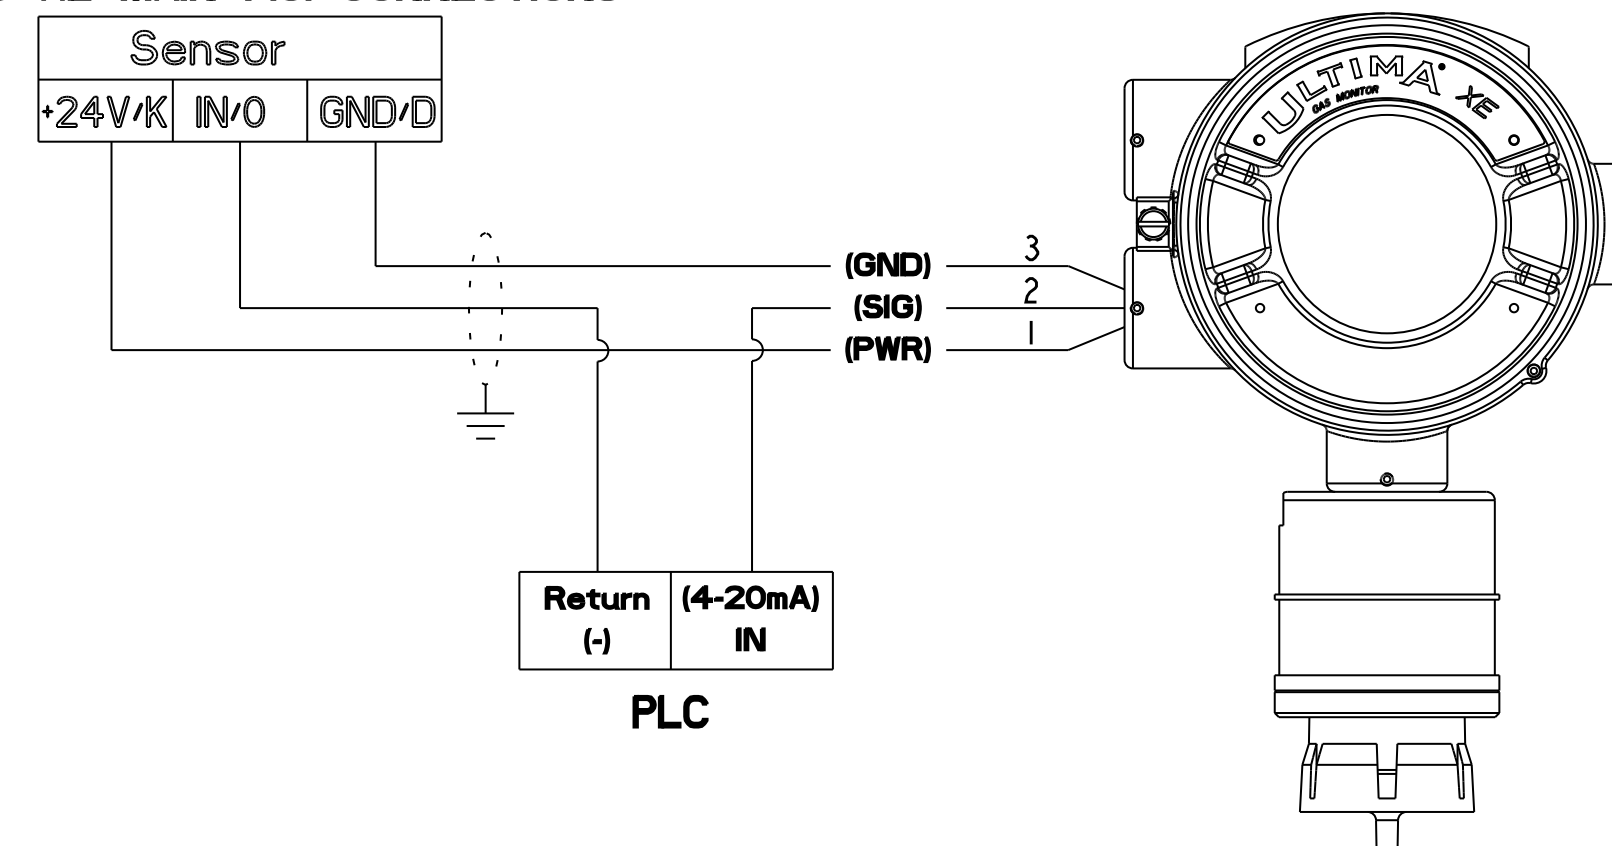 Sensor
+24V/K IN/O GND/D
ULTIMA XE
GAS MONITOR
(GND) 3
(SIG) 2
(PWR) 1
Return (4-20mA)
(-) IN
PLC